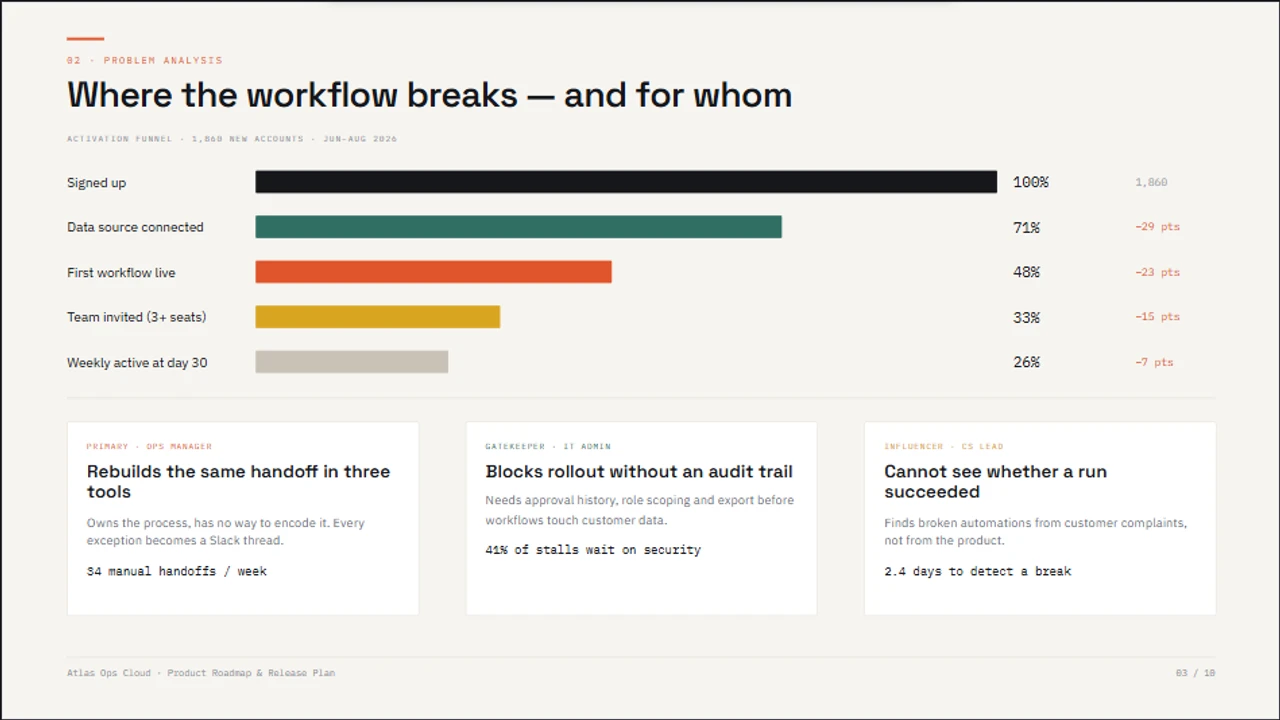 02 · PROBLEM ANALYSIS
Where the workflow breaks — and for whom
ACTIVATION FUNNEL · 1,860 NEW ACCOUNTS · JUN–AUG 2026
Signed up 100% 1,860
Data source connected 71% −29 pts
First workflow live 48% −23 pts
Team invited (3+ seats) 33% −15 pts
Weekly active at day 30 26% −7 pts
PRIMARY · OPS MANAGER
Rebuilds the same handoff in three
tools
Owns the process, has no way to encode it. Every
exception becomes a Slack thread.
34 manual handoffs / week
GATEKEEPER · IT ADMIN
Blocks rollout without an audit trail
Needs approval history, role scoping and export before
workflows touch customer data.
41% of stalls wait on security
INFLUENCER · CS LEAD
Cannot see whether a run
succeeded
Finds broken automations from customer complaints,
not from the product.
2.4 days to detect a break
Atlas Ops Cloud · Product Roadmap & Release Plan
03 / 10